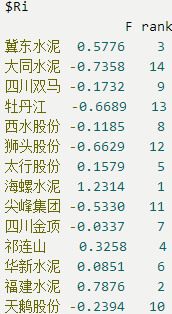 $Ri
F rank
冀东水泥 0.5776 3
大同水泥 -0.7358 14
四川双马 -0.1732 9
牡丹江 -0.6689 13
西水股份 -0.1185 8
狮头股份 -0.6629 12
太行股份 0.1579 5
海螺水泥 1.2314 1
尖峰集团 -0.5330 11
四川金顶 -0.0337 7
祁连山 0.3258 4
华新水泥 0.0851 6
福建水泥 0.7876 2
天鹅股份 -0.2394 10